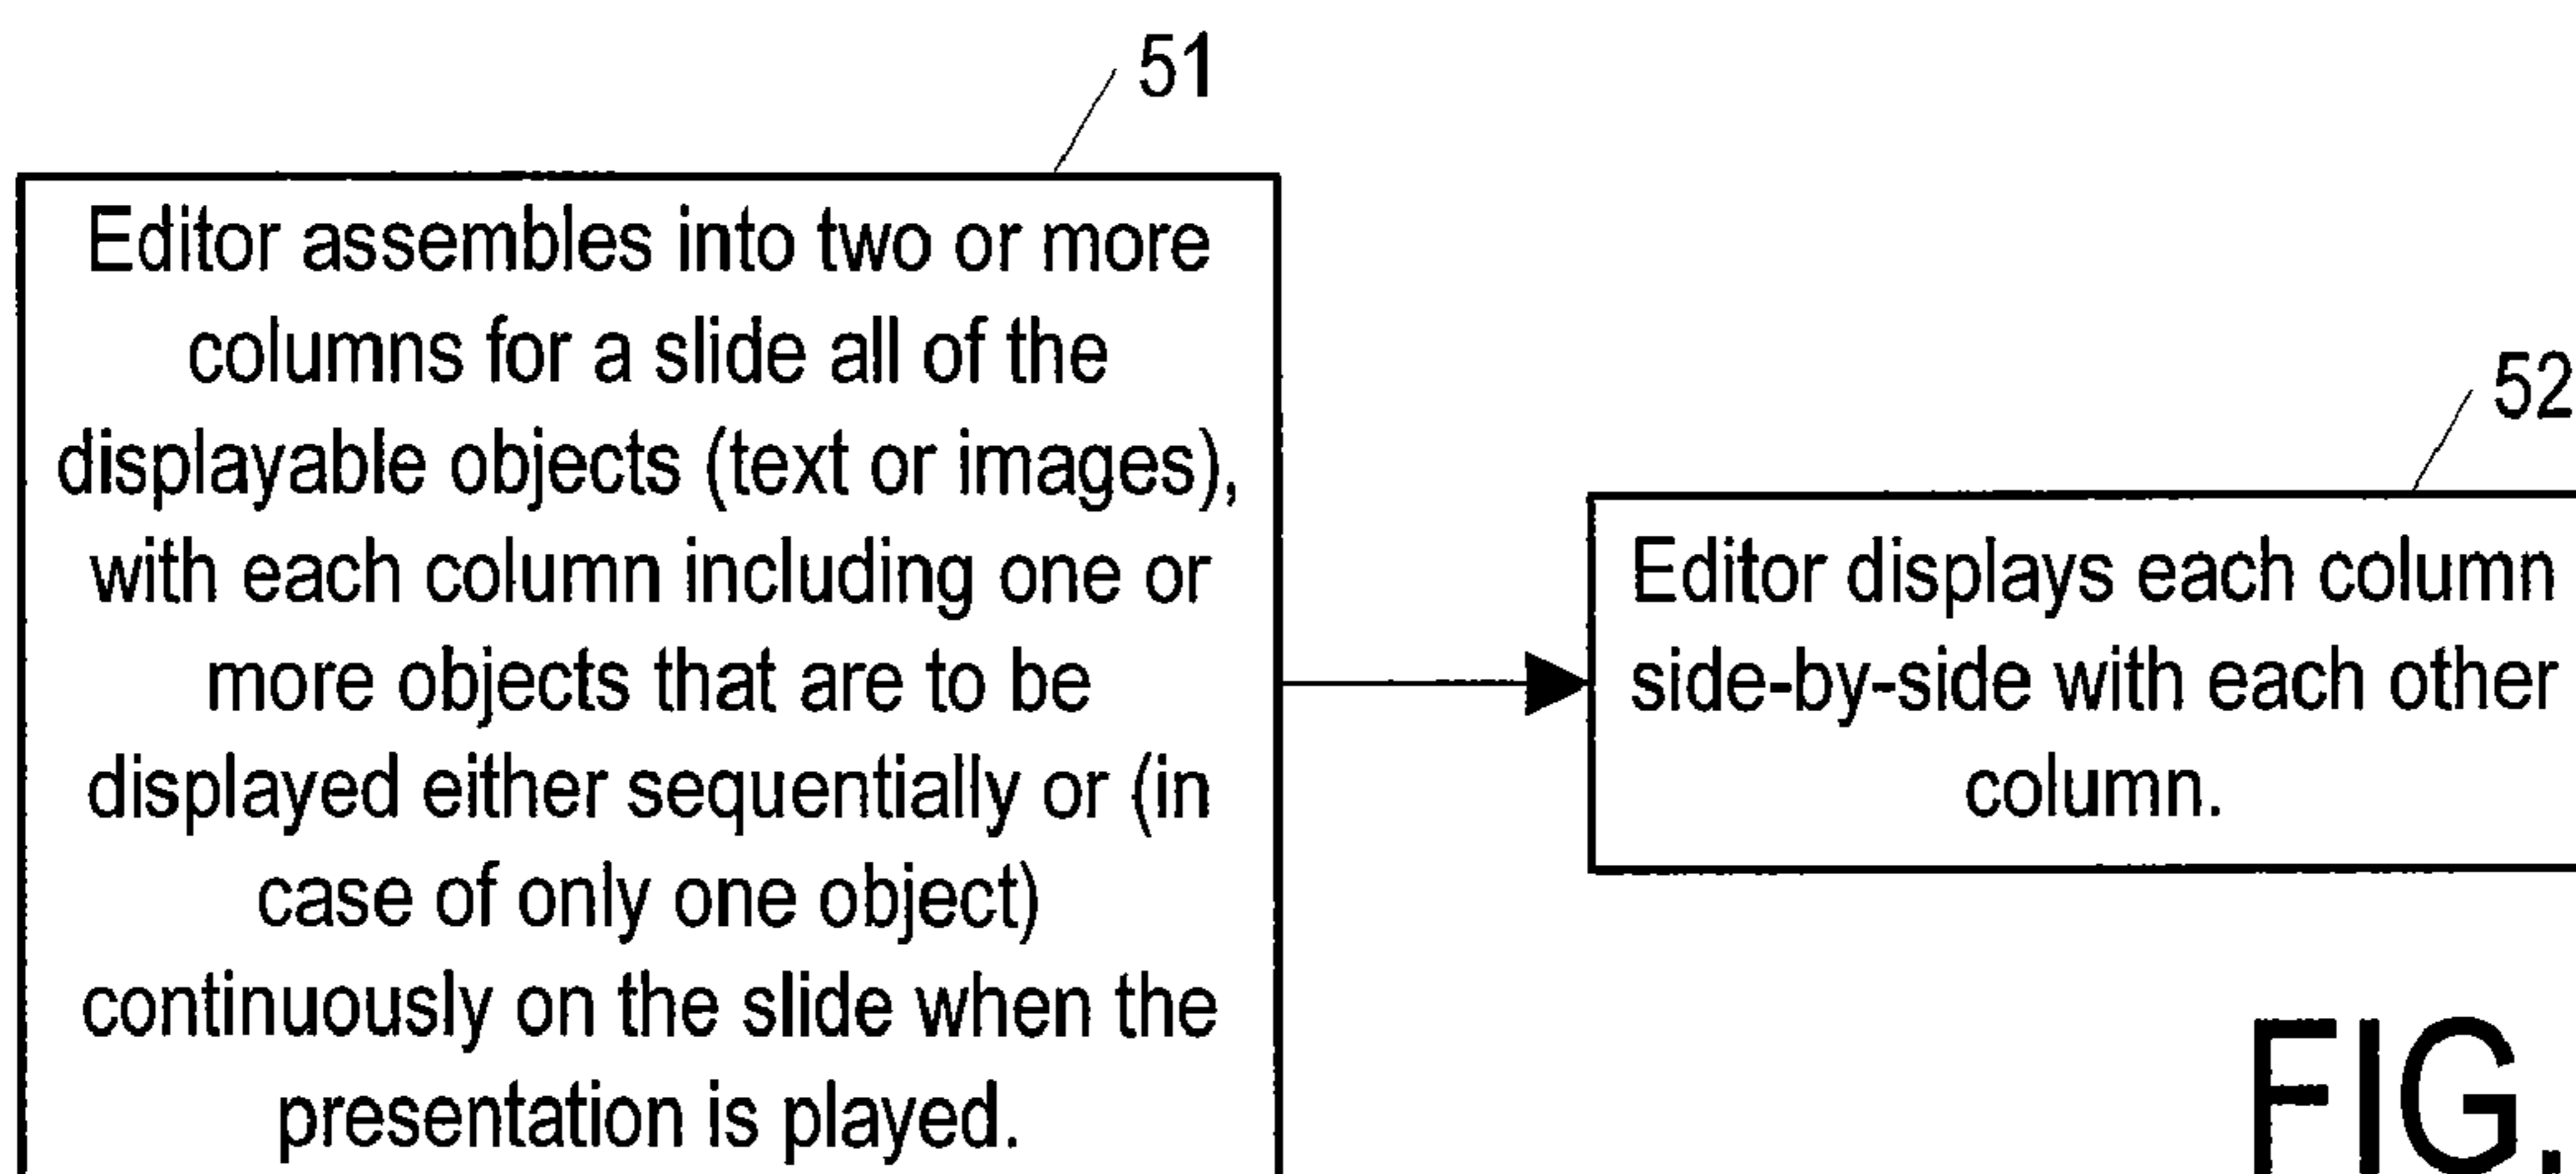 51
Editor assembles into two or more
columns for a slide all of the
displayable objects (text or images),
with each column including one or
more objects that are to be
displayed either sequentially or (in
case of only one object)
continuously on the slide when the
presentation is played.
52
Editor displays each column
side-by-side with each other
column.
FIG.